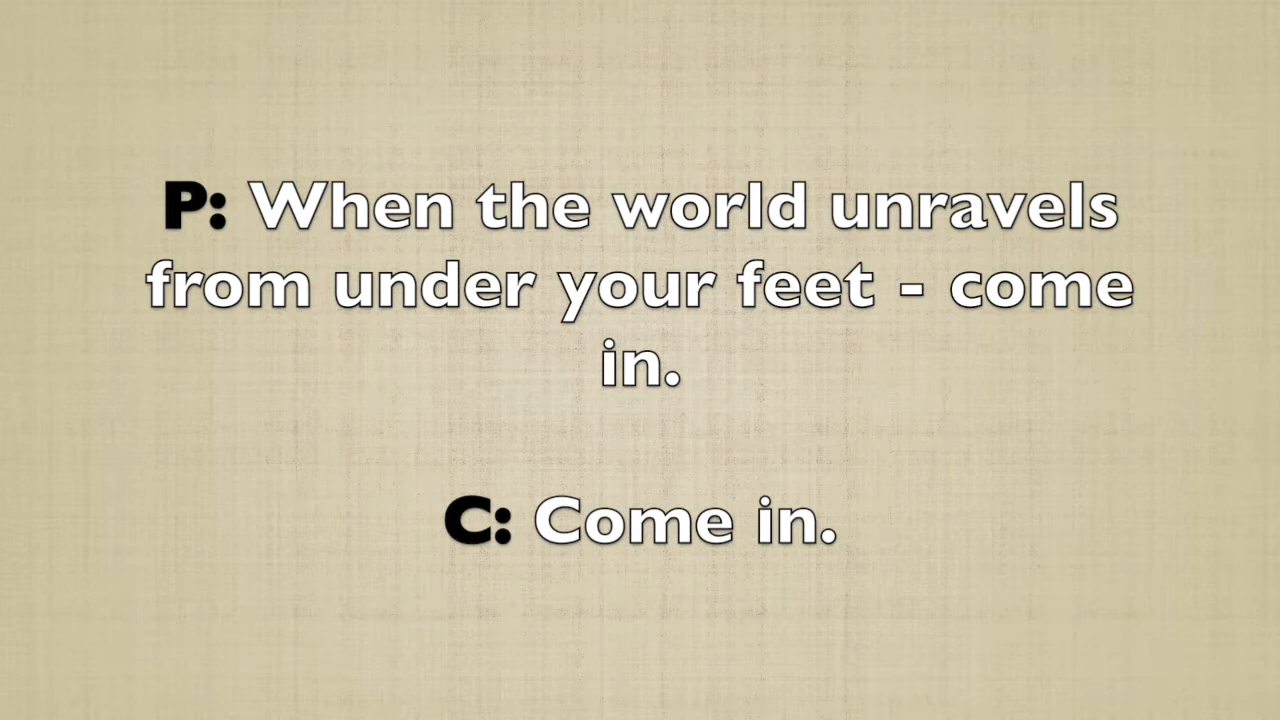 P: When the world unravels
from under your feet - come
in.
C: Come in.